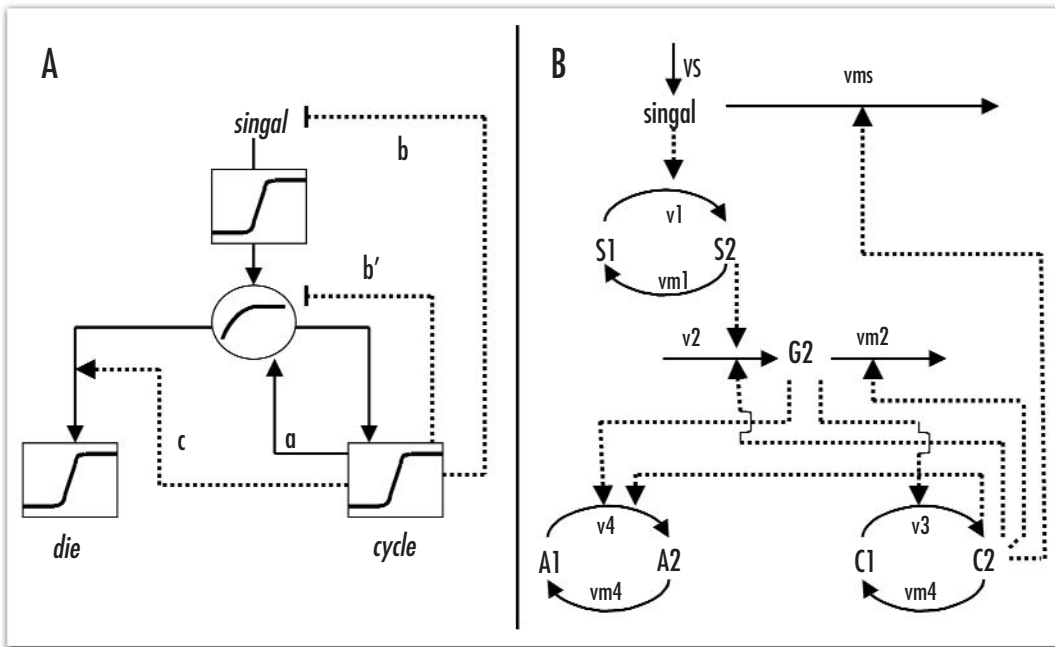 A
singal
b
b'
a
c
die
cycle
B
VS
vms
singal
v1
S1
S2
vm1
v2
G2
vm2
v4
v3
A1
A2
C1
C2
vm4
vm4